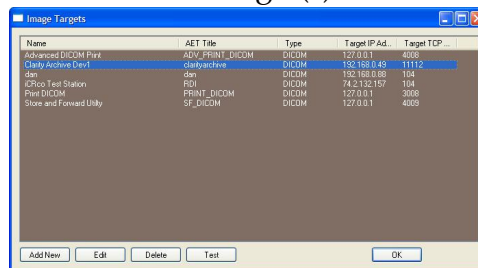 Image Targets
Name AET Title Type Target IP Ad... Target TCP ...
Advanced DICOM Print ADV_PRINT_DICOM DICOM 127.0.0.1 4008
Clarity Archive Dev1 clarityarchive DICOM 192.168.0.49 11112
dan dan DICOM 192.168.0.88 104
iCRco Test Station RDI DICOM 74.2.132.157 104
Print DICOM PRINT_DICOM DICOM 127.0.0.1 3008
Store and Forward Utility SF_DICOM DICOM 127.0.0.1 4009
Add New Edit Delete Test OK